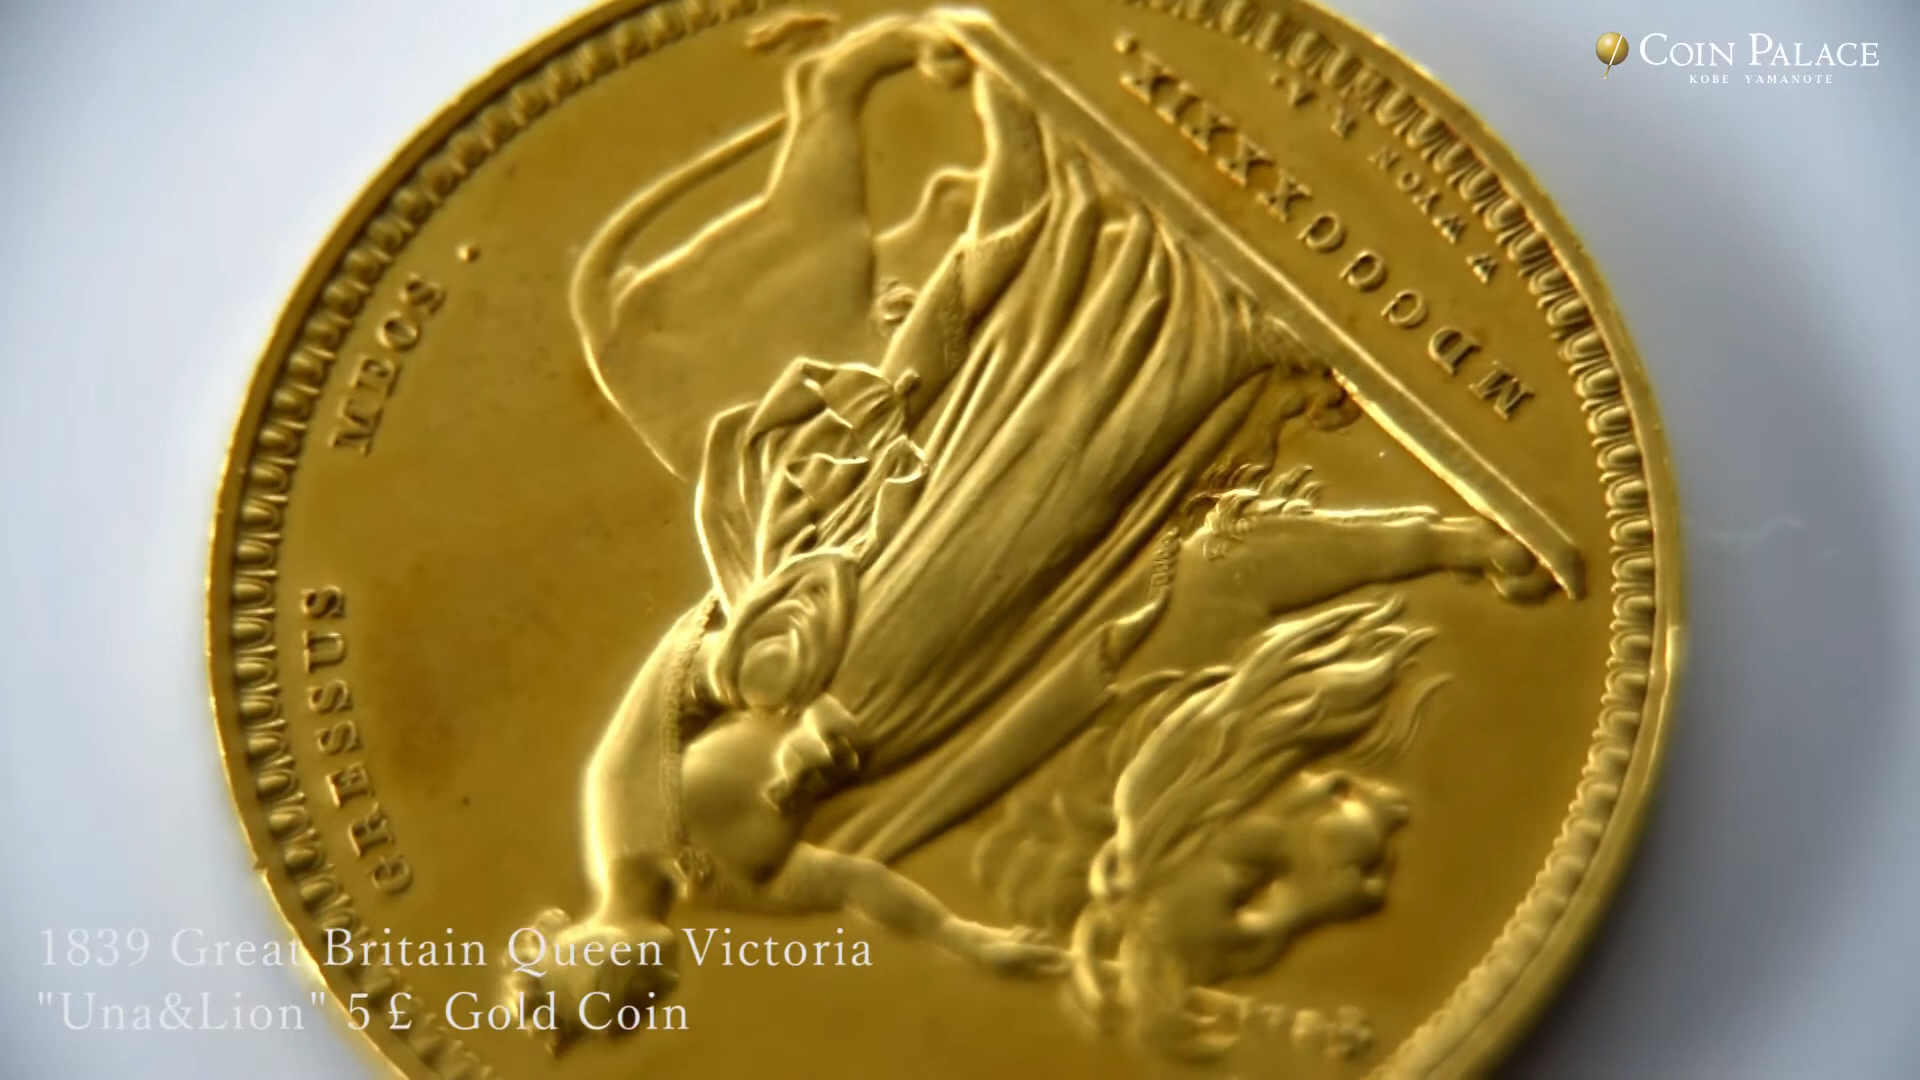 COIN PALACE
KOBE YAMANOTE
MDCCCXXXIX.
W WYON R.A.
GRESSUS MEOS .
1839 Great Britain Queen Victoria
"Una&Lion" 5£ Gold Coin